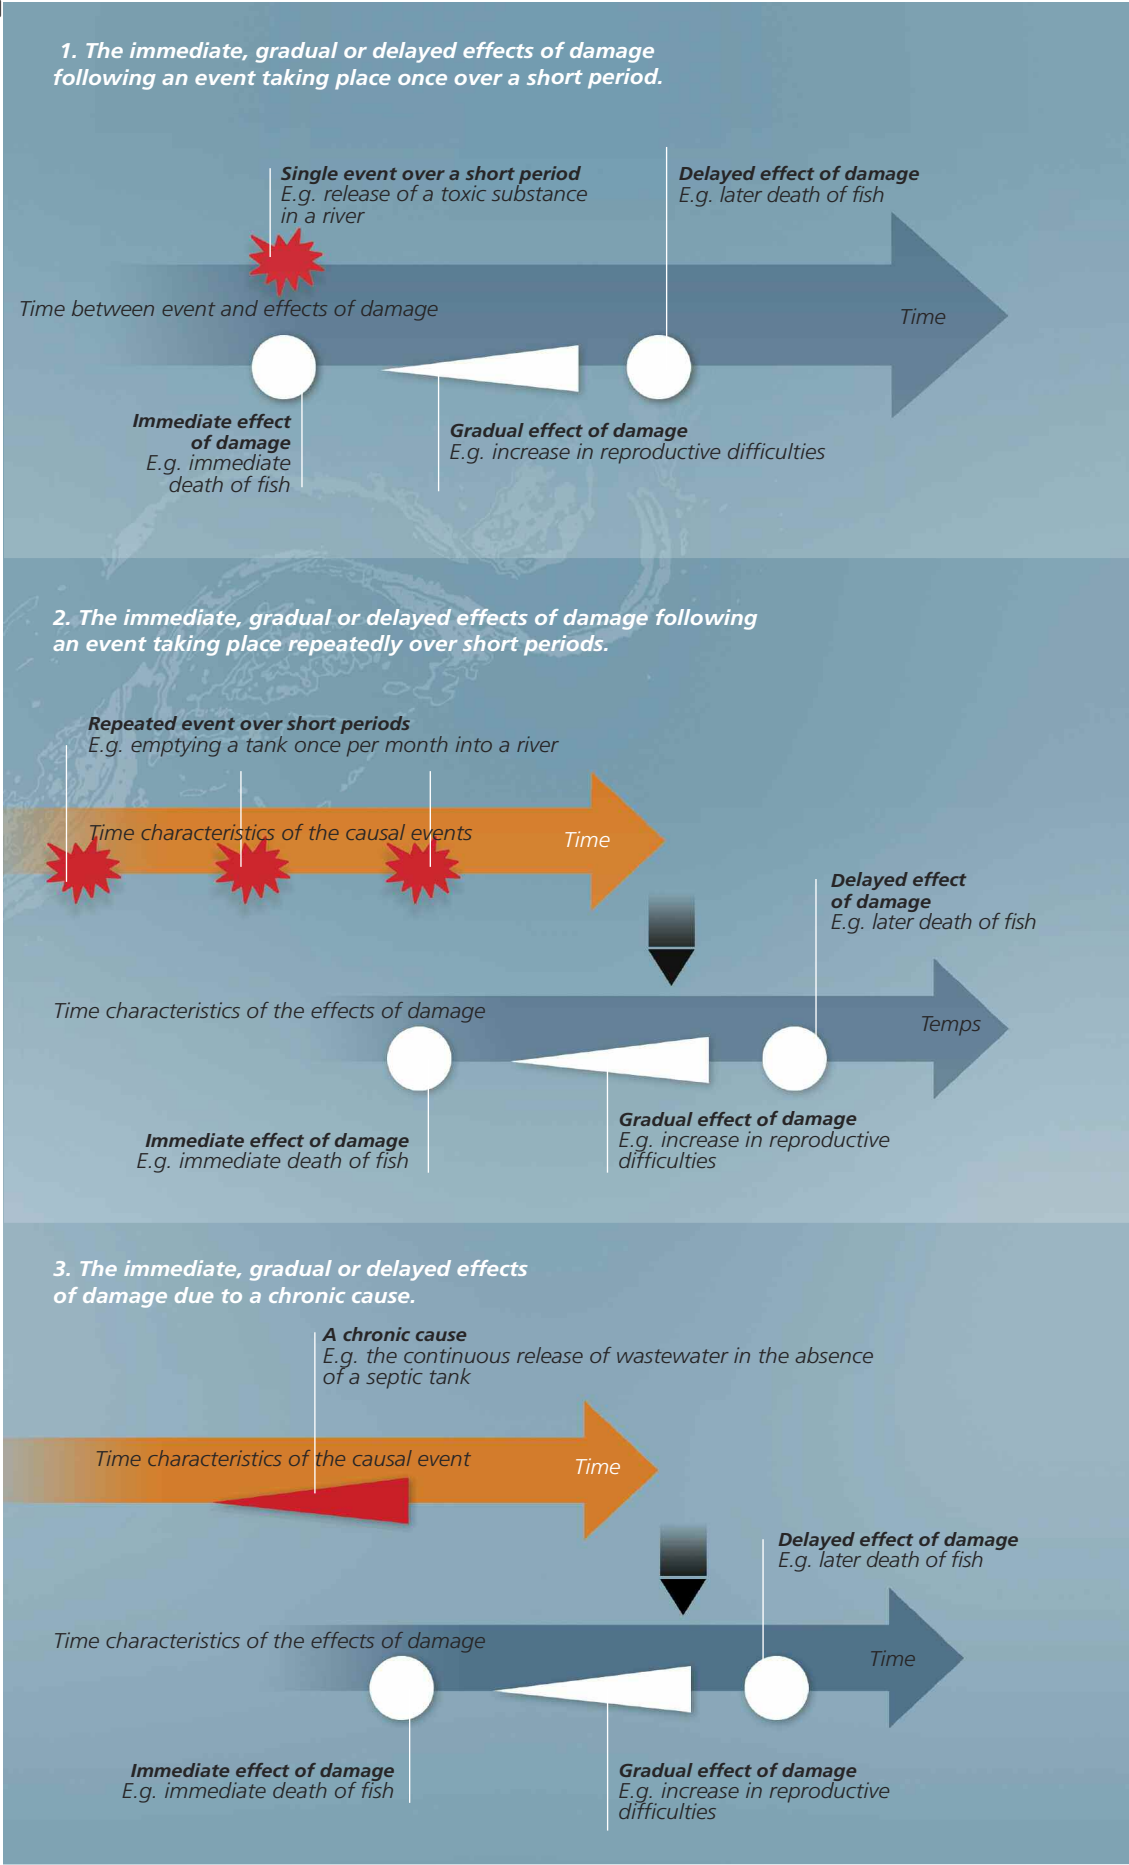 1. The immediate, gradual or delayed effects of damage
following an event taking place once over a short period.
Single event over a short period
E.g. release of a toxic substance
in a river
Delayed effect of damage
E.g. later death of fish
Time between event and effects of damage
Time
Immediate effect
of damage
E.g. immediate
death of fish
Gradual effect of damage
E.g. increase in reproductive difficulties
2. The immediate, gradual or delayed effects of damage following
an event taking place repeatedly over short periods.
Repeated event over short periods
E.g. emptying a tank once per month into a river
Time characteristics of the causal events
Time
Delayed effect
of damage
E.g. later death of fish
Time characteristics of the effects of damage
Temps
Immediate effect of damage
E.g. immediate death of fish
Gradual effect of damage
E.g. increase in reproductive
difficulties
3. The immediate, gradual or delayed effects
of damage due to a chronic cause.
A chronic cause
E.g. the continuous release of wastewater in the absence
of a septic tank
Time characteristics of the causal event
Time
Delayed effect of damage
E.g. later death of fish
Time characteristics of the effects of damage
Time
Immediate effect of damage
E.g. immediate death of fish
Gradual effect of damage
E.g. increase in reproductive
difficulties